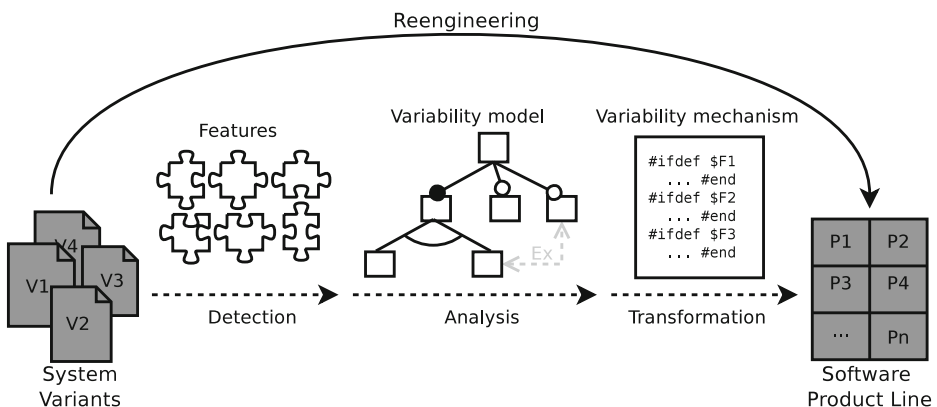 Reengineering
Features
Variability model
Variability mechanism
#ifdef $F1
... #end
#ifdef $F2
... #end
#ifdef $F3
... #end
Ex
V4
V1
V3
V2
P1 P2
P3 P4
... Pn
Detection
Analysis
Transformation
System
Variants
Software
Product Line